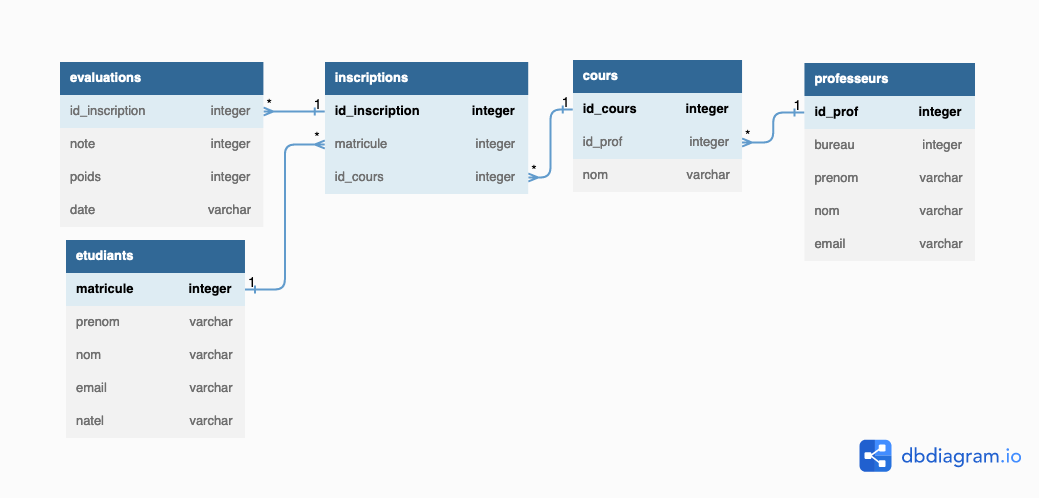 evaluations
id_inscription integer
note integer
poids integer
date varchar
* 1
inscriptions
id_inscription integer
* matricule integer
id_cours integer
* 1
cours
id_cours integer
id_prof integer
nom varchar
* 1
professeurs
id_prof integer
bureau integer
prenom varchar
nom varchar
email varchar
etudiants
matricule integer
1
prenom varchar
nom varchar
email varchar
natel varchar
dbdiagram.io